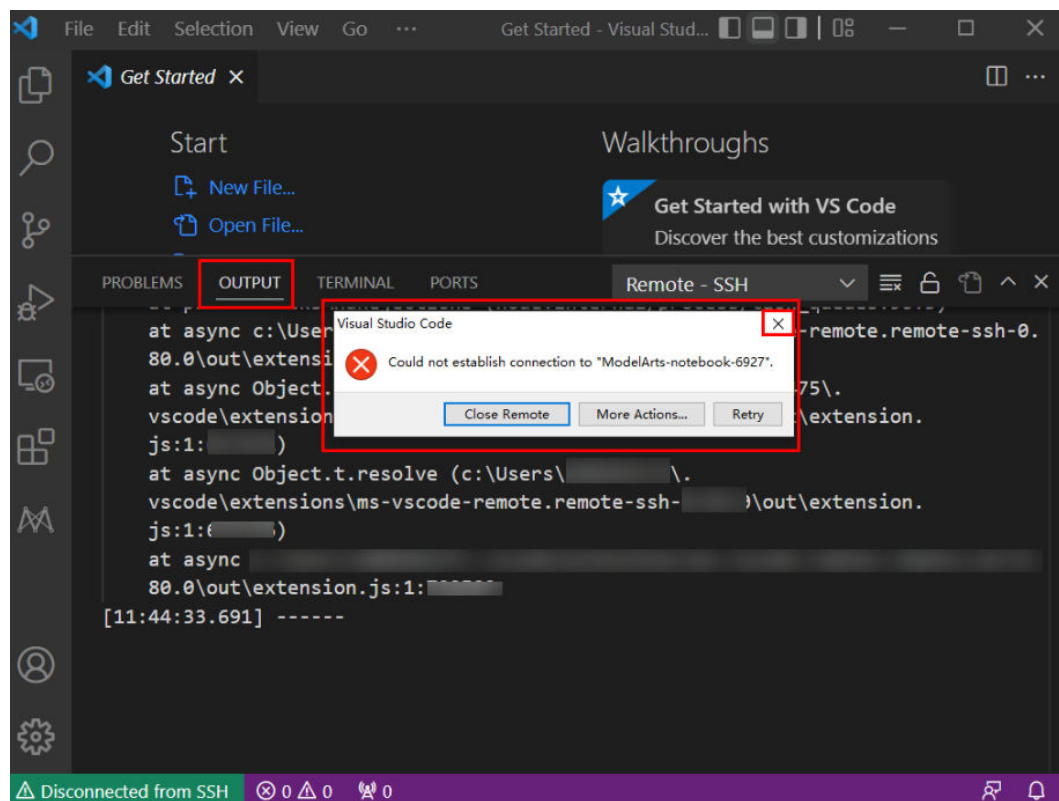 File Edit Selection View Go ··· Get Started - Visual Stud...
Get Started
Start
Walkthroughs
New File...
Get Started with VS Code
Open File...
Discover the best customizations
PROBLEMS OUTPUT TERMINAL PORTS Remote - SSH
at async c:\User -remote.remote-ssh-0.
Visual Studio Code
80.0\out\extensi
Could not establish connection to "ModelArts-notebook-6927".
at async Object. 75\.
vscode\extension \extension.
Close Remote More Actions... Retry
js:1: )
at async Object.t.resolve (c:\Users\ \.
vscode\extensions\ms-vscode-remote.remote-ssh- \out\extension.
js:1: )
at async
80.0\out\extension.js:1:
[11:44:33.691] ------
Disconnected from SSH 0 0 0